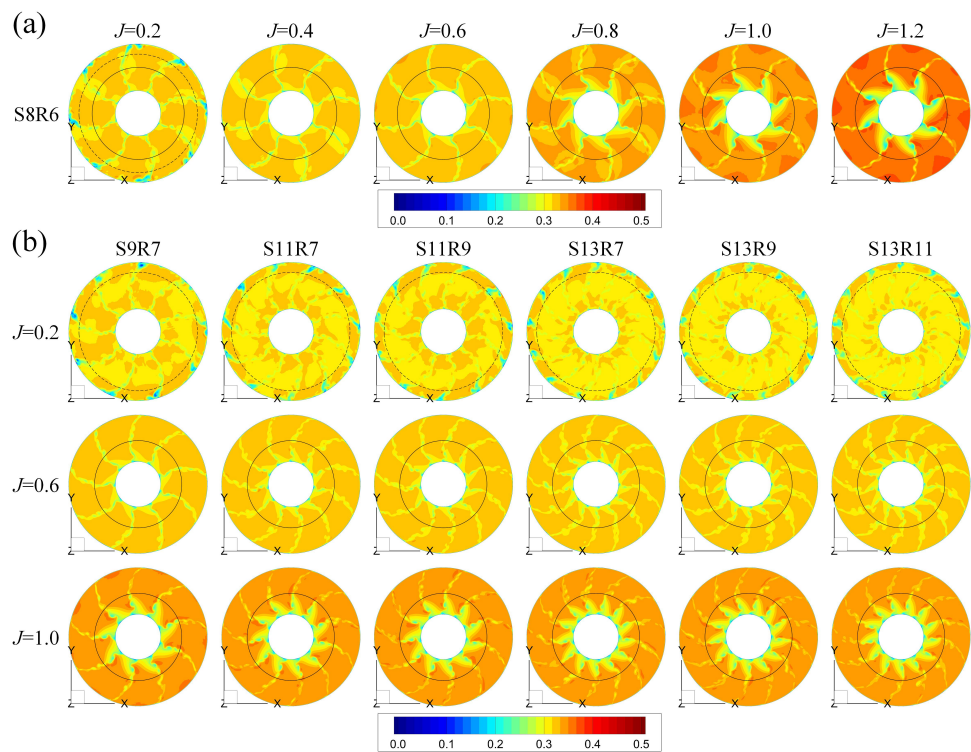 (a)
J=0.2 J=0.4 J=0.6 J=0.8 J=1.0 J=1.2
S8R6
Y Y Y Y Y Y
Z X Z X Z X Z X Z X Z X
0.0 0.1 0.2 0.3 0.4 0.5
(b)
S9R7 S11R7 S11R9 S13R7 S13R9 S13R11
J=0.2
Y Y Y Y Y Y
Z X Z X Z X Z X Z X Z X
J=0.6
Y Y Y Y Y Y
Z X Z X Z X Z X Z X Z X
J=1.0
Y Y Y Y Y Y
Z X Z X Z X Z X Z X Z X
0.0 0.1 0.2 0.3 0.4 0.5